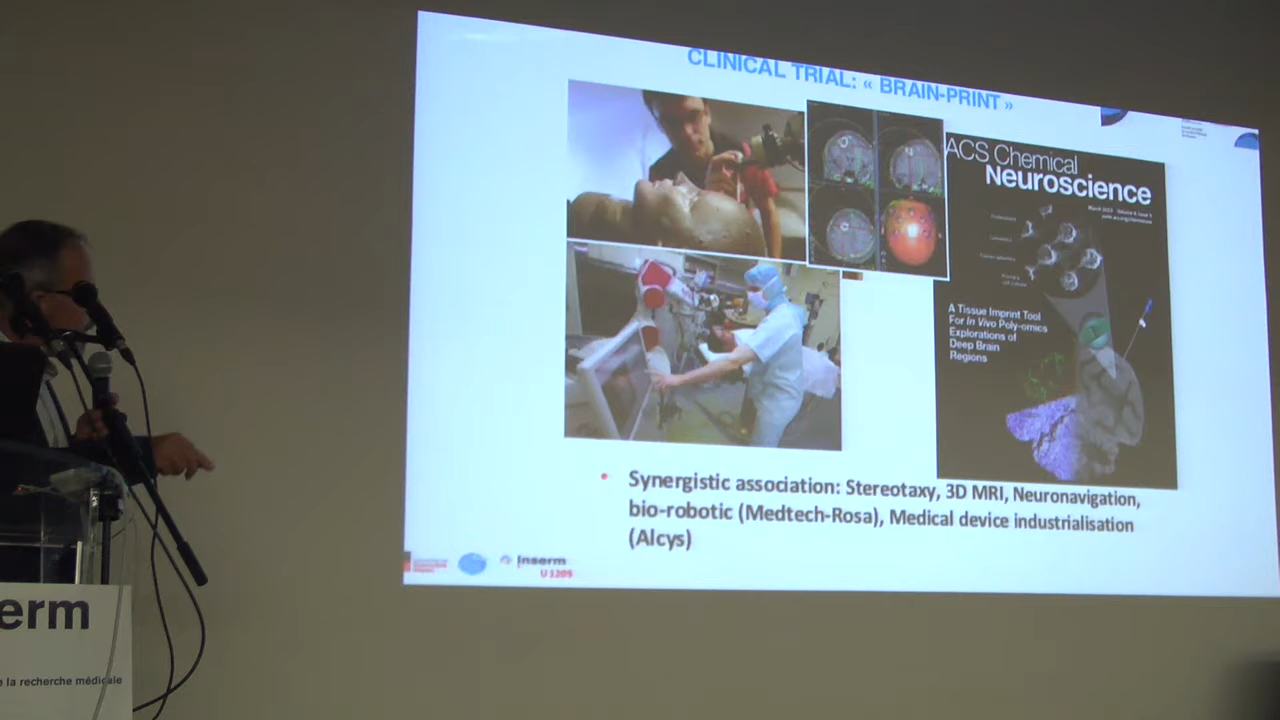 CLINICAL TRIAL: « BRAIN-PRINT »
ACS Chemical
Neuroscience
A Tissue Imprint Tool
For In Vivo Poly-omics
Explorations of
Deep Brain
Regions
• Synergistic association: Stereotaxy, 3D MRI, Neuronavigation,
bio-robotic (Medtech-Rosa), Medical device industrialisation
(Alcys)
Inserm
U 1205
erm
la recherche médicale